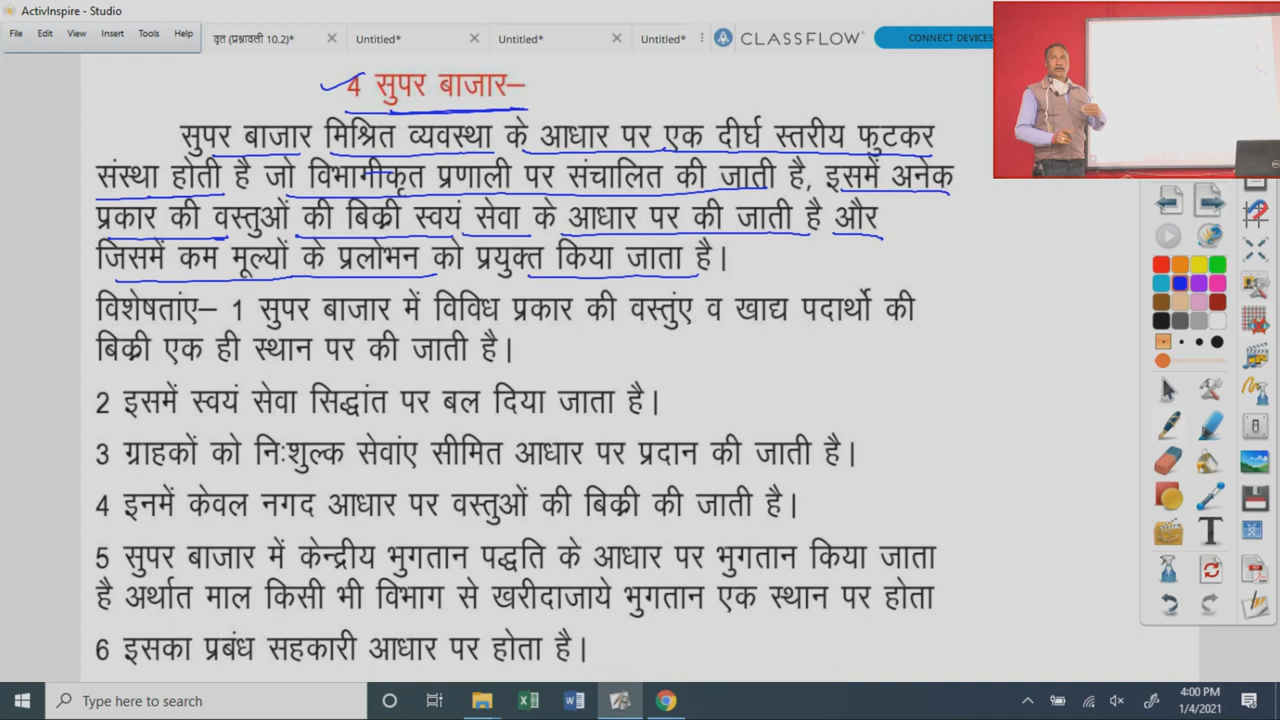 ActivInspire - Studio
File Edit View Insert Tools Help
वृत (प्रश्नावली 10.2)* Untitled* Untitled* Untitled* CLASSFLOW CONNECT DEVICES
4 सुपर बाजार–
सुपर बाजार मिश्रित व्यवस्था के आधार पर एक दीर्घ स्तरीय फुटकर
संस्था होती है जो विभागीकृत प्रणाली पर संचालित की जाती है, इसमें अनेक
प्रकार की वस्तुओं की बिक्री स्वयं सेवा के आधार पर की जाती है और
जिसमें कम मूल्यों के प्रलोभन को प्रयुक्त किया जाता है।
विशेषतांए– 1 सुपर बाजार में विविध प्रकार की वस्तुंए व खाद्य पदार्थो की
बिक्री एक ही स्थान पर की जाती है।
2 इसमें स्वयं सेवा सिद्धांत पर बल दिया जाता है।
3 ग्राहकों को निःशुल्क सेवांए सीमित आधार पर प्रदान की जाती है।
4 इनमें केवल नगद आधार पर वस्तुओं की बिक्री की जाती है।
5 सुपर बाजार में केन्द्रीय भुगतान पद्धति के आधार पर भुगतान किया जाता
है अर्थात माल किसी भी विभाग से खरीदाजाये भुगतान एक स्थान पर होता
6 इसका प्रबंध सहकारी आधार पर होता है।
Type here to search
4:00 PM
1/4/2021